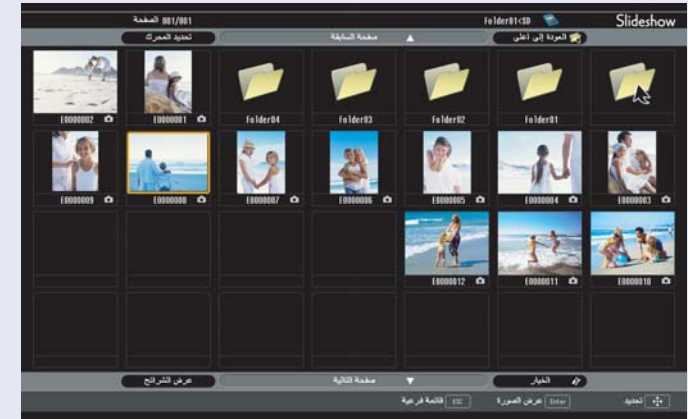 Slideshow Folder01<SD 001/001 الصفحة
العودة إلى أعلى ▲ صفحة السابقة تحديد المحرك
Folder01 Folder02 Folder03 Folder04 E0000001 E0000002
E0000003 E0000004 E0000005 E0000006 E0000007 E0000008 E0000009
E0000010 E0000011 E0000012
الخيار ▼ صفحة التالية عرض الشرائح
تحديد Enter عرض الصورة ESC قائمة فرعية